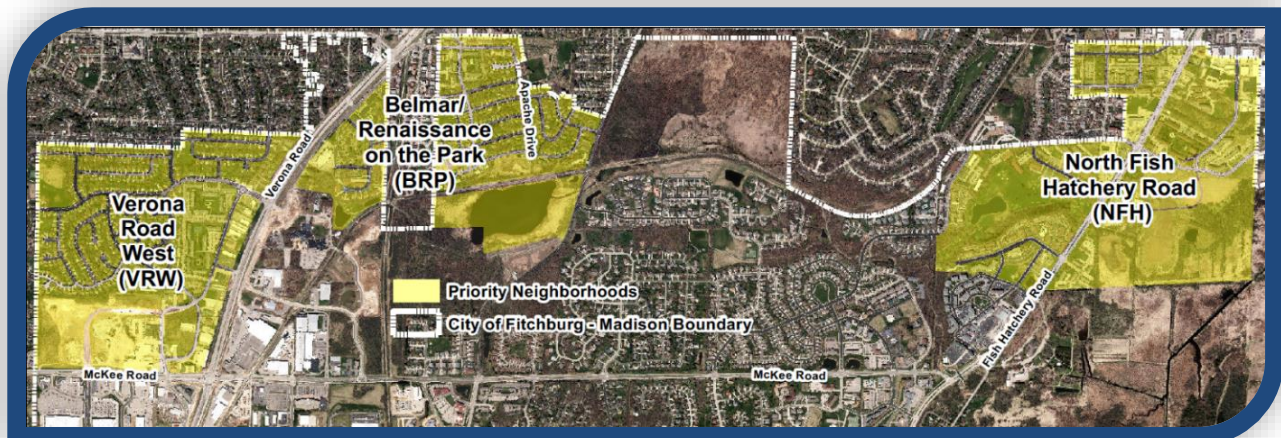 Verona
Road
West
(VRW)
Verona Road
Belmar/
Renaissance
on the Park
(BRP)
Apache Drive
North Fish
Hatchery Road
(NFH)
Fish Hatchery Road
Priority Neighborhoods
City of Fitchburg - Madison Boundary
McKee Road
McKee Road